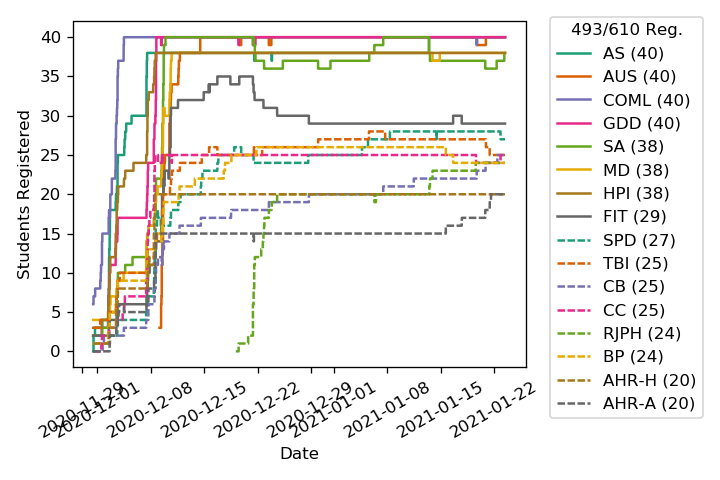 493/610 Reg.
AS (40)
AUS (40)
COML (40)
GDD (40)
SA (38)
MD (38)
HPI (38)
FIT (29)
SPD (27)
TBI (25)
CB (25)
CC (25)
RJPH (24)
BP (24)
AHR-H (20)
AHR-A (20)
Students Registered
40
35
30
25
20
15
10
5
0
2020-11-29
2020-12-01
2020-12-08
2020-12-15
2020-12-22
2020-12-29
2021-01-01
2021-01-08
2021-01-15
2021-01-22
Date